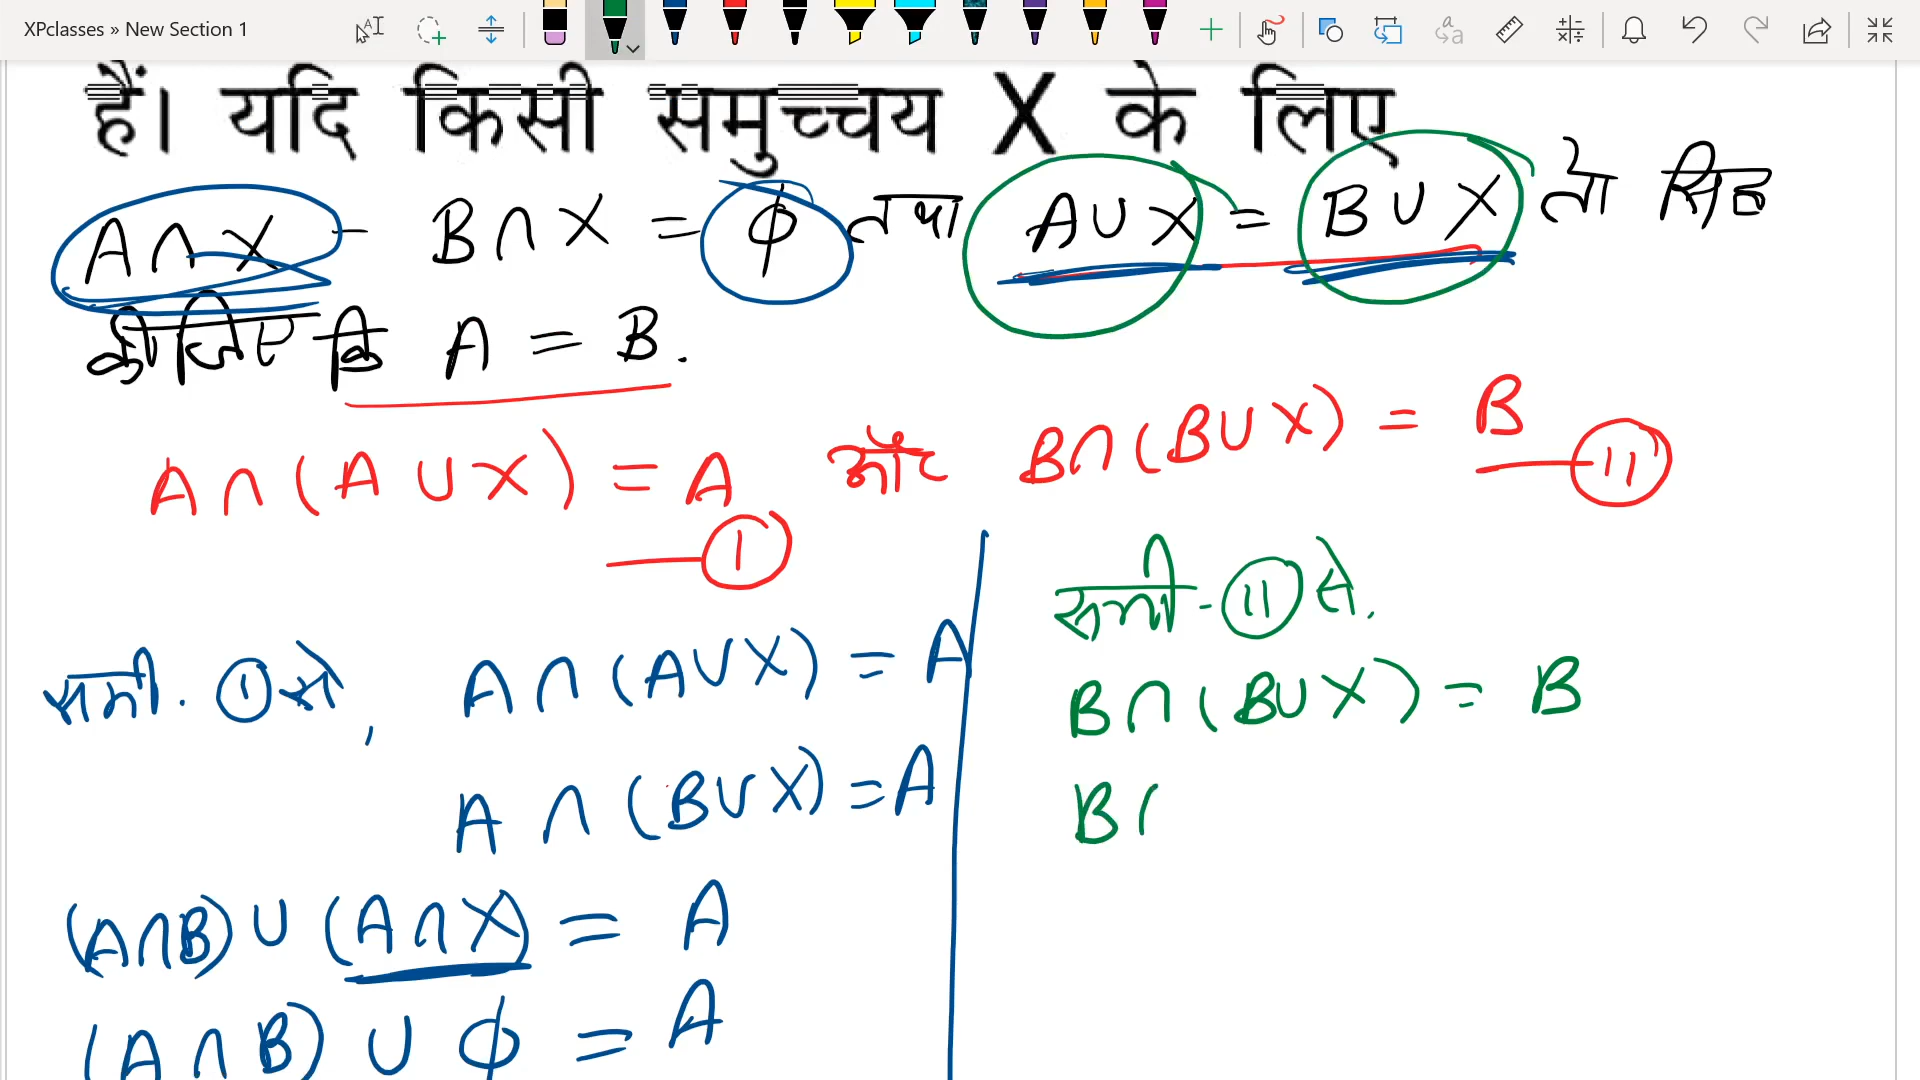 XPclasses » New Section 1
हैं। यदि किसी समुच्चय X के लिए
A∩X = B∩X = ϕ तथा A∪X = B∪X तो सिद्ध
कीजिए कि A = B.
A∩(A∪X) = A और B∩(B∪X) = B —(II)
—(I)
समी. (I) से, A∩(A∪X) = A
A∩(B∪X) = A
(A∩B)∪(A∩X) = A
(A∩B)∪ϕ = A
समी-(II) से.
B∩(B∪X) = B
B(